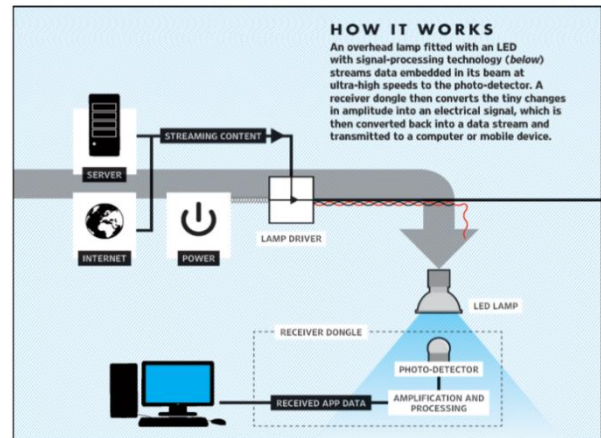 HOW IT WORKS
An overhead lamp fitted with an LED
with signal-processing technology (below)
streams data embedded in its beam at
ultra-high speeds to the photo-detector. A
receiver dongle then converts the tiny changes
in amplitude into an electrical signal, which is
then converted back into a data stream and
transmitted to a computer or mobile device.
STREAMING CONTENT
SERVER
INTERNET
POWER
LAMP DRIVER
LED LAMP
RECEIVER DONGLE
PHOTO-DETECTOR
RECEIVED APP DATA
AMPLIFICATION AND
PROCESSING